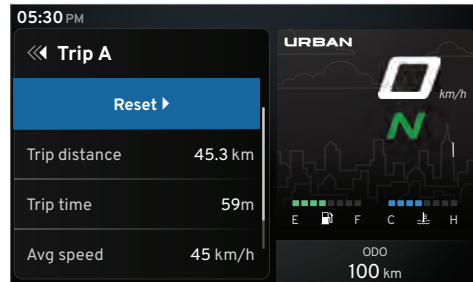 05:30 PM
Trip A
Reset
Trip distance 45.3 km
Trip time 59m
Avg speed 45 km/h
URBAN
0 km/h
N
E F C H
ODO
100 km